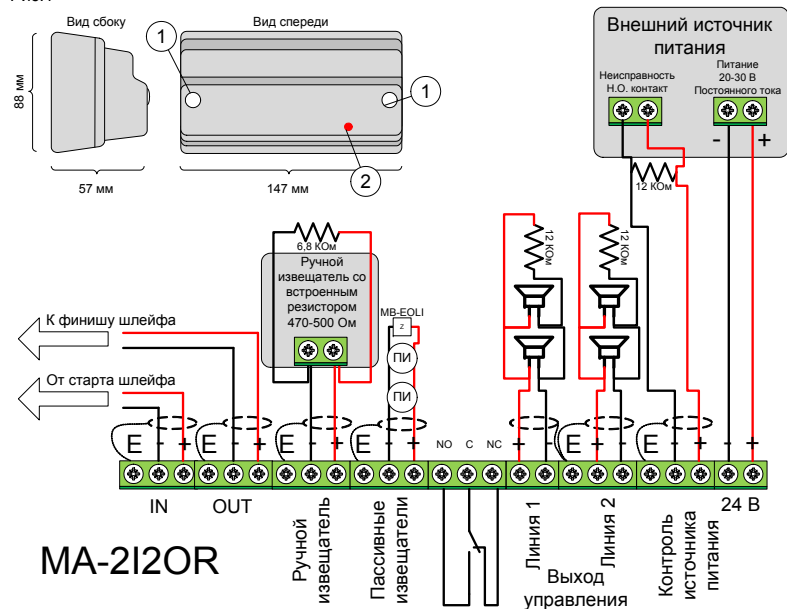 Вид сбоку
Вид спереди
1
1
2
88 мм
57 мм
147 мм
Внешний источник
питания
Неисправность
Н.О. контакт
Питание
20-30 В
Постоянного тока
- +
12 КОм
6,8 КОм
Ручной
извещатель со
встроенным
резистором
470-500 Ом
MB-EOLI
z
ПИ
ПИ
12 КОм
12 КОм
К финишу шлейфа
От старта шлейфа
E - + E - + E - + E - + NO C NC + - E + - E - + - +
IN
OUT
Ручной
извещатель
Пассивные
извещатели
Линия 1
Линия 2
Выход
управления
Контроль
источника
питания
24 В
MA-2I2OR